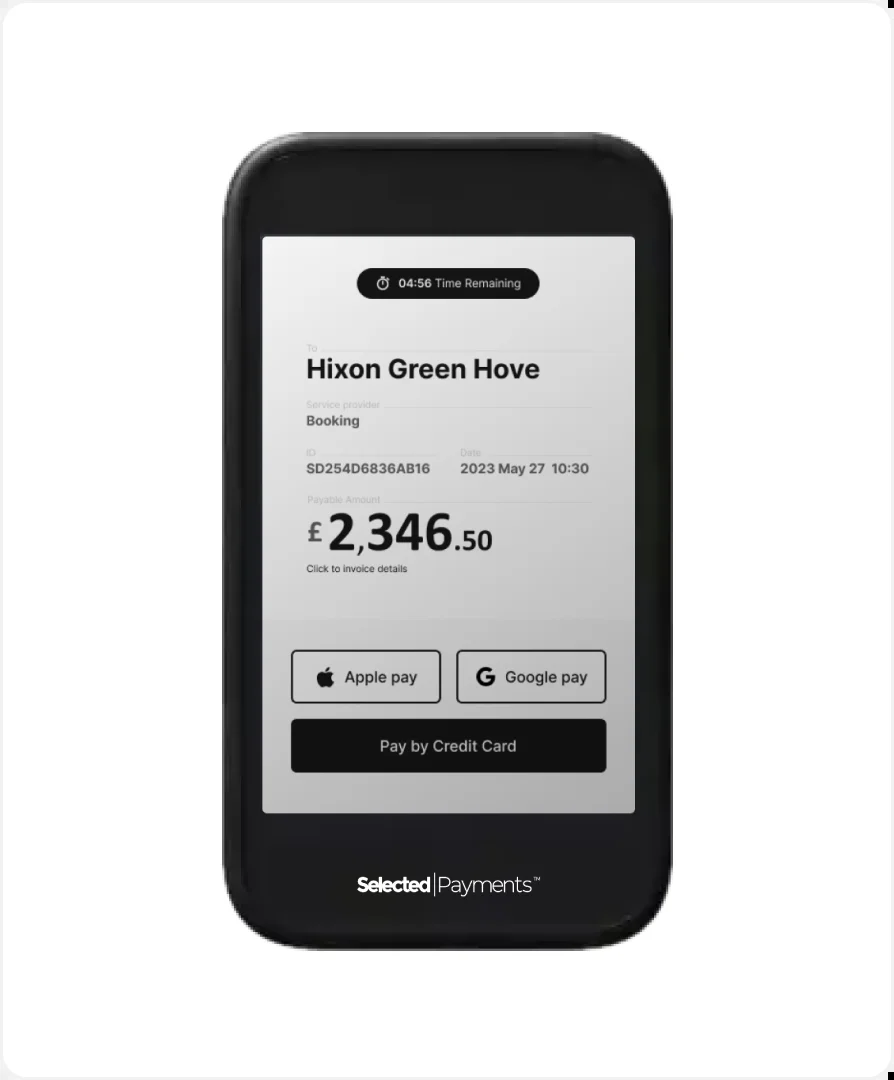 04:56 Time Remaining
To
Hixon Green Hove
Service provider
Booking
ID Date
SD254D6836AB16 2023 May 27 10:30
Payable Amount
£ 2,346.50
Click to invoice details
Apple pay Google pay
Pay by Credit Card
Selected|Payments™